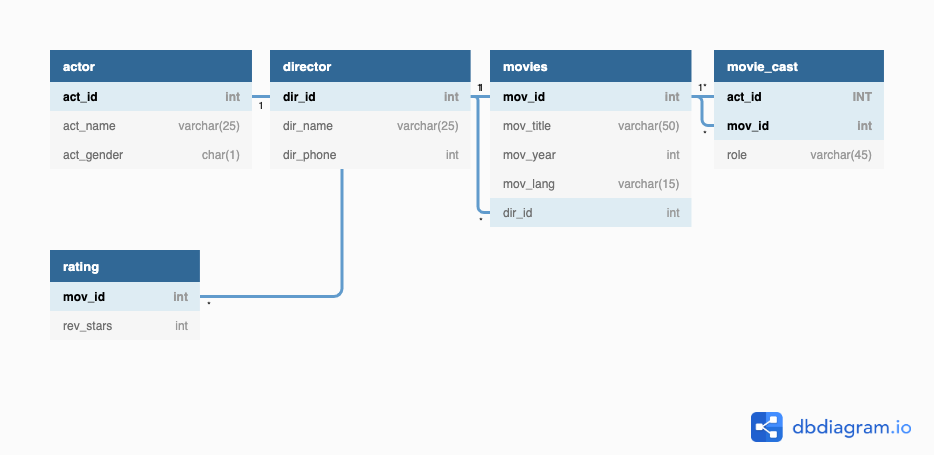 actor
act_id int
act_name varchar(25)
act_gender char(1)
director
dir_id int
dir_name varchar(25)
dir_phone int
movies
mov_id int
mov_title varchar(50)
mov_year int
mov_lang varchar(15)
dir_id int
movie_cast
act_id INT
mov_id int
role varchar(45)
1
1
1*
*
*
rating
mov_id int
rev_stars int
*
dbdiagram.io